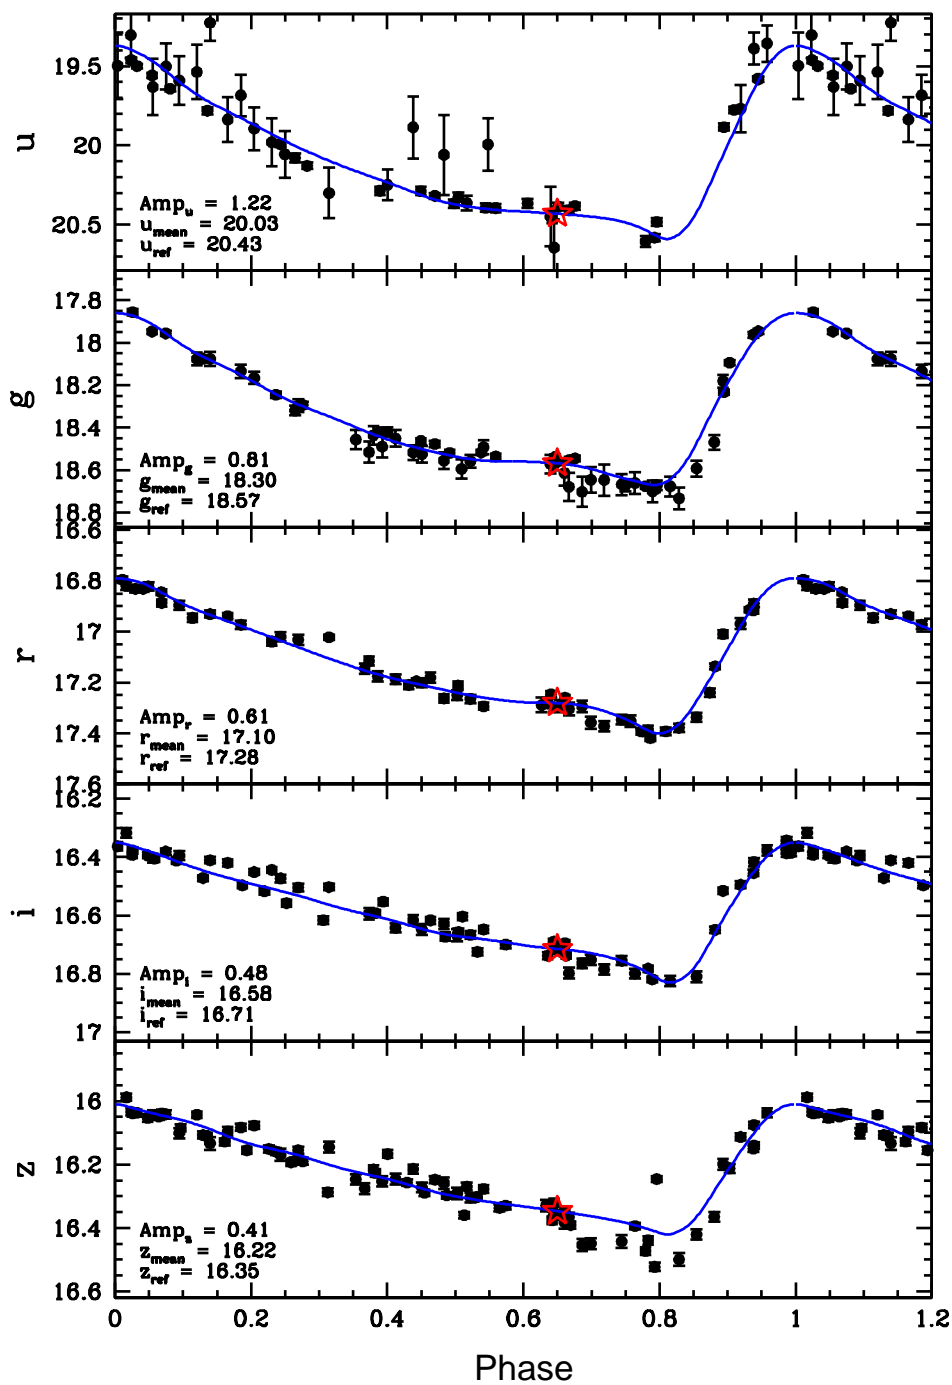 19.5
20
20.5
u
Amp_u = 1.22
u_mean = 20.03
u_ref = 20.43
17.8
18
18.2
18.4
18.6
18.8
g
Amp_g = 0.81
g_mean = 18.30
g_ref = 18.57
16.6
16.8
17
17.2
17.4
17.6
r
Amp_r = 0.61
r_mean = 17.10
r_ref = 17.28
16.2
16.4
16.6
16.8
17
i
Amp_i = 0.48
i_mean = 16.58
i_ref = 16.71
16
16.2
16.4
16.6
z
Amp_z = 0.41
z_mean = 16.22
z_ref = 16.35
0 0.2 0.4 0.6 0.8 1 1.2
Phase